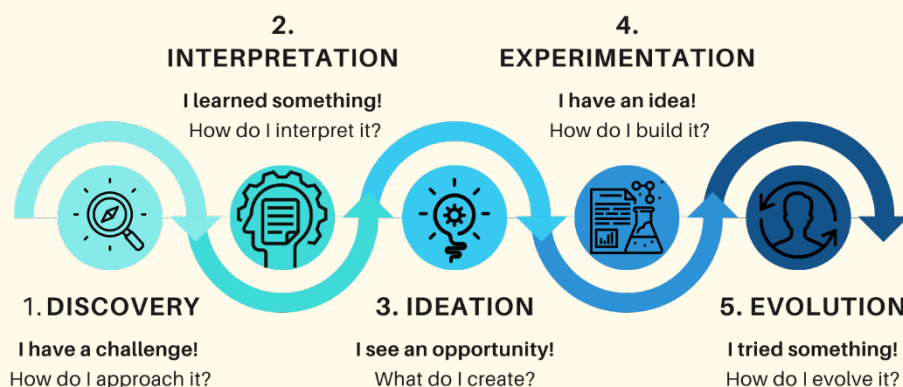 1. DISCOVERY
I have a challenge!
How do I approach it?
2.
INTERPRETATION
I learned something!
How do I interpret it?
3. IDEATION
I see an opportunity!
What do I create?
4.
EXPERIMENTATION
I have an idea!
How do I build it?
5. EVOLUTION
I tried something!
How do I evolve it?